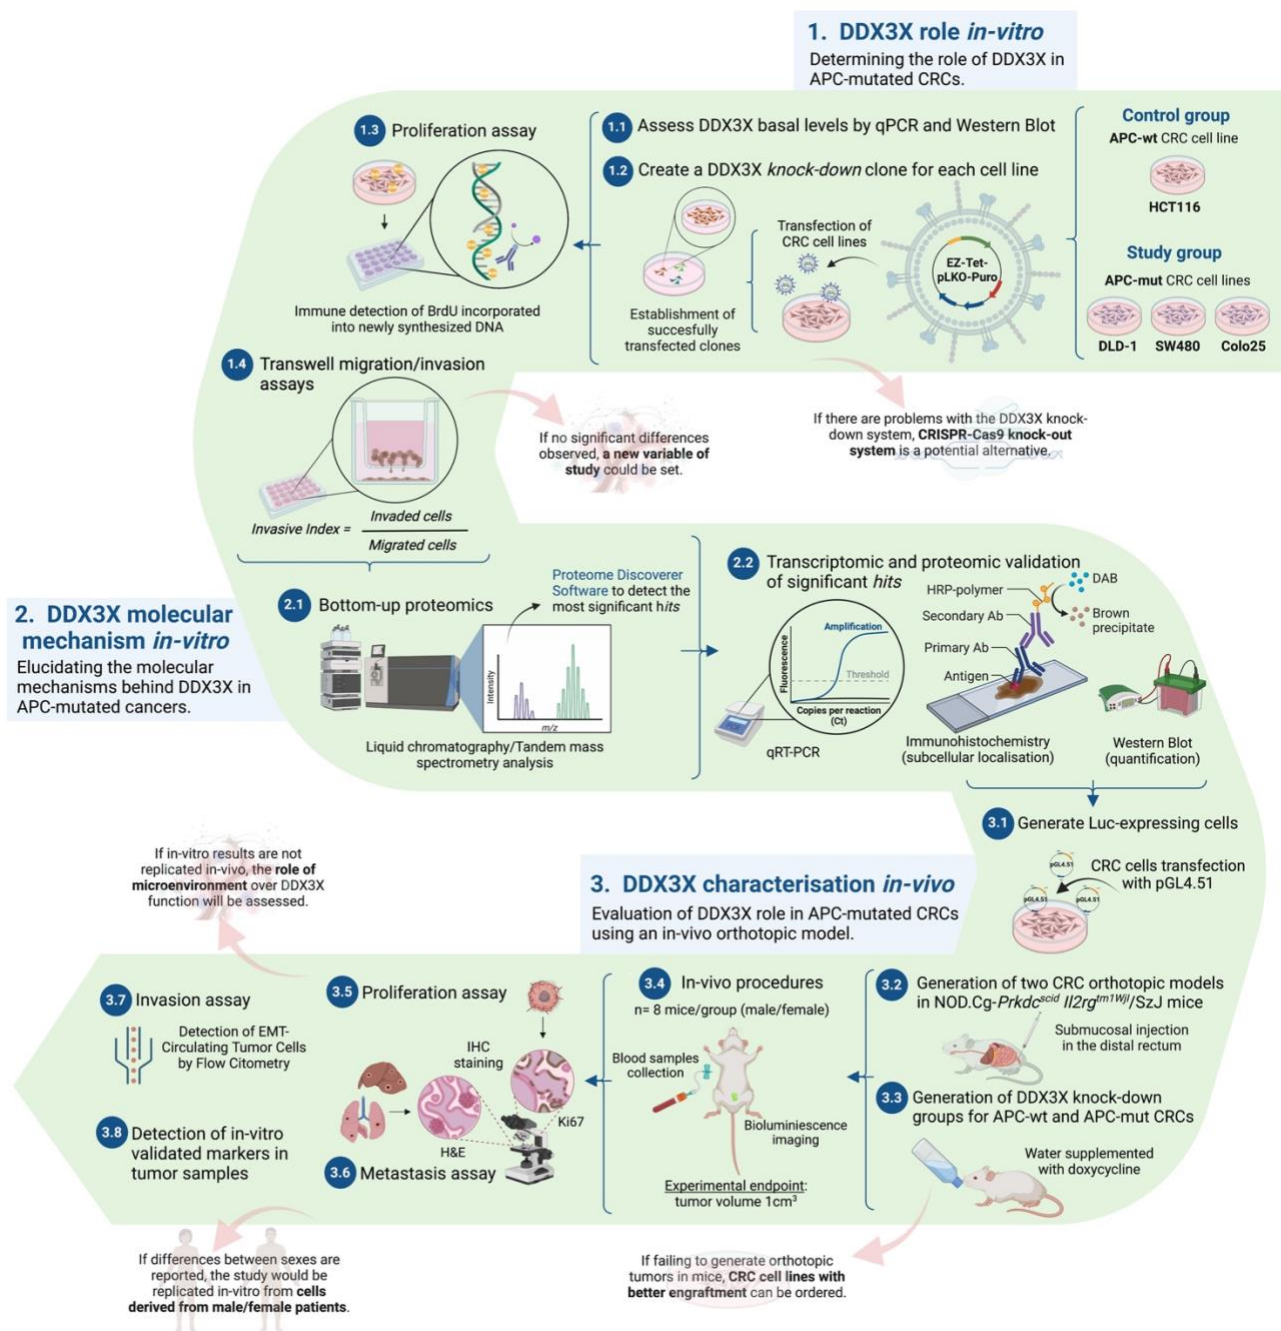 1. DDX3X role in-vitro
Determining the role of DDX3X in
APC-mutated CRCs.
Control group
APC-wt CRC cell line
HCT116
Study group
APC-mut CRC cell lines
DLD-1 SW480 Colo25
1.1 Assess DDX3X basal levels by qPCR and Western Blot
1.2 Create a DDX3X knock-down clone for each cell line
Transfection of
CRC cell lines
EZ-Tet-
pLKO-Puro
Establishment of
succesfully
transfected clones
If there are problems with the DDX3X knock-
down system, CRISPR-Cas9 knock-out
system is a potential alternative.
1.3 Proliferation assay
Immune detection of BrdU incorporated
into newly synthesized DNA
1.4 Transwell migration/invasion
assays
Invasive Index =
Invaded cells
Migrated cells
If no significant differences
observed, a new variable of
study could be set.
2. DDX3X molecular
mechanism in-vitro
Elucidating the molecular
mechanisms behind DDX3X in
APC-mutated cancers.
2.1 Bottom-up proteomics
Proteome Discoverer
Software to detect the
most significant hits
Intensity
m/z
Liquid chromatography/Tandem mass
spectrometry analysis
2.2 Transcriptomic and proteomic validation
of significant hits
Fluorescence
Amplification
Threshold
Copies per reaction
(Ct)
qRT-PCR
HRP-polymer
DAB
Secondary Ab
Brown
precipitate
Primary Ab
Antigen
Immunohistochemistry
(subcellular localisation)
Western Blot
(quantification)
3. DDX3X characterisation in-vivo
Evaluation of DDX3X role in APC-mutated CRCs
using an in-vivo orthotopic model.
3.1 Generate Luc-expressing cells
CRC cells transfection
with pGL4.51
pGL4.51
pGL4.51
pGL4.51
3.2 Generation of two CRC orthotopic models
in NOD.Cg-Prkdcscid Il2rgtm1Wjl/SzJ mice
Submucosal injection
in the distal rectum
3.3 Generation of DDX3X knock-down
groups for APC-wt and APC-mut CRCs
Water supplemented
with doxycycline
If failing to generate orthotopic
tumors in mice, CRC cell lines with
better engraftment can be ordered.
3.4 In-vivo procedures
n= 8 mice/group (male/female)
Blood samples
collection
Bioluminiescence
imaging
Experimental endpoint:
tumor volume 1cm³
3.5 Proliferation assay
IHC
staining
Ki67
H&E
3.6 Metastasis assay
If in-vitro results are not
replicated in-vivo, the role of
microenvironment over DDX3X
function will be assessed.
3.7 Invasion assay
Detection of EMT-
Circulating Tumor Cells
by Flow Citometry
3.8 Detection of in-vitro
validated markers in
tumor samples
If differences between sexes are
reported, the study would be
replicated in-vitro from cells
derived from male/female patients.